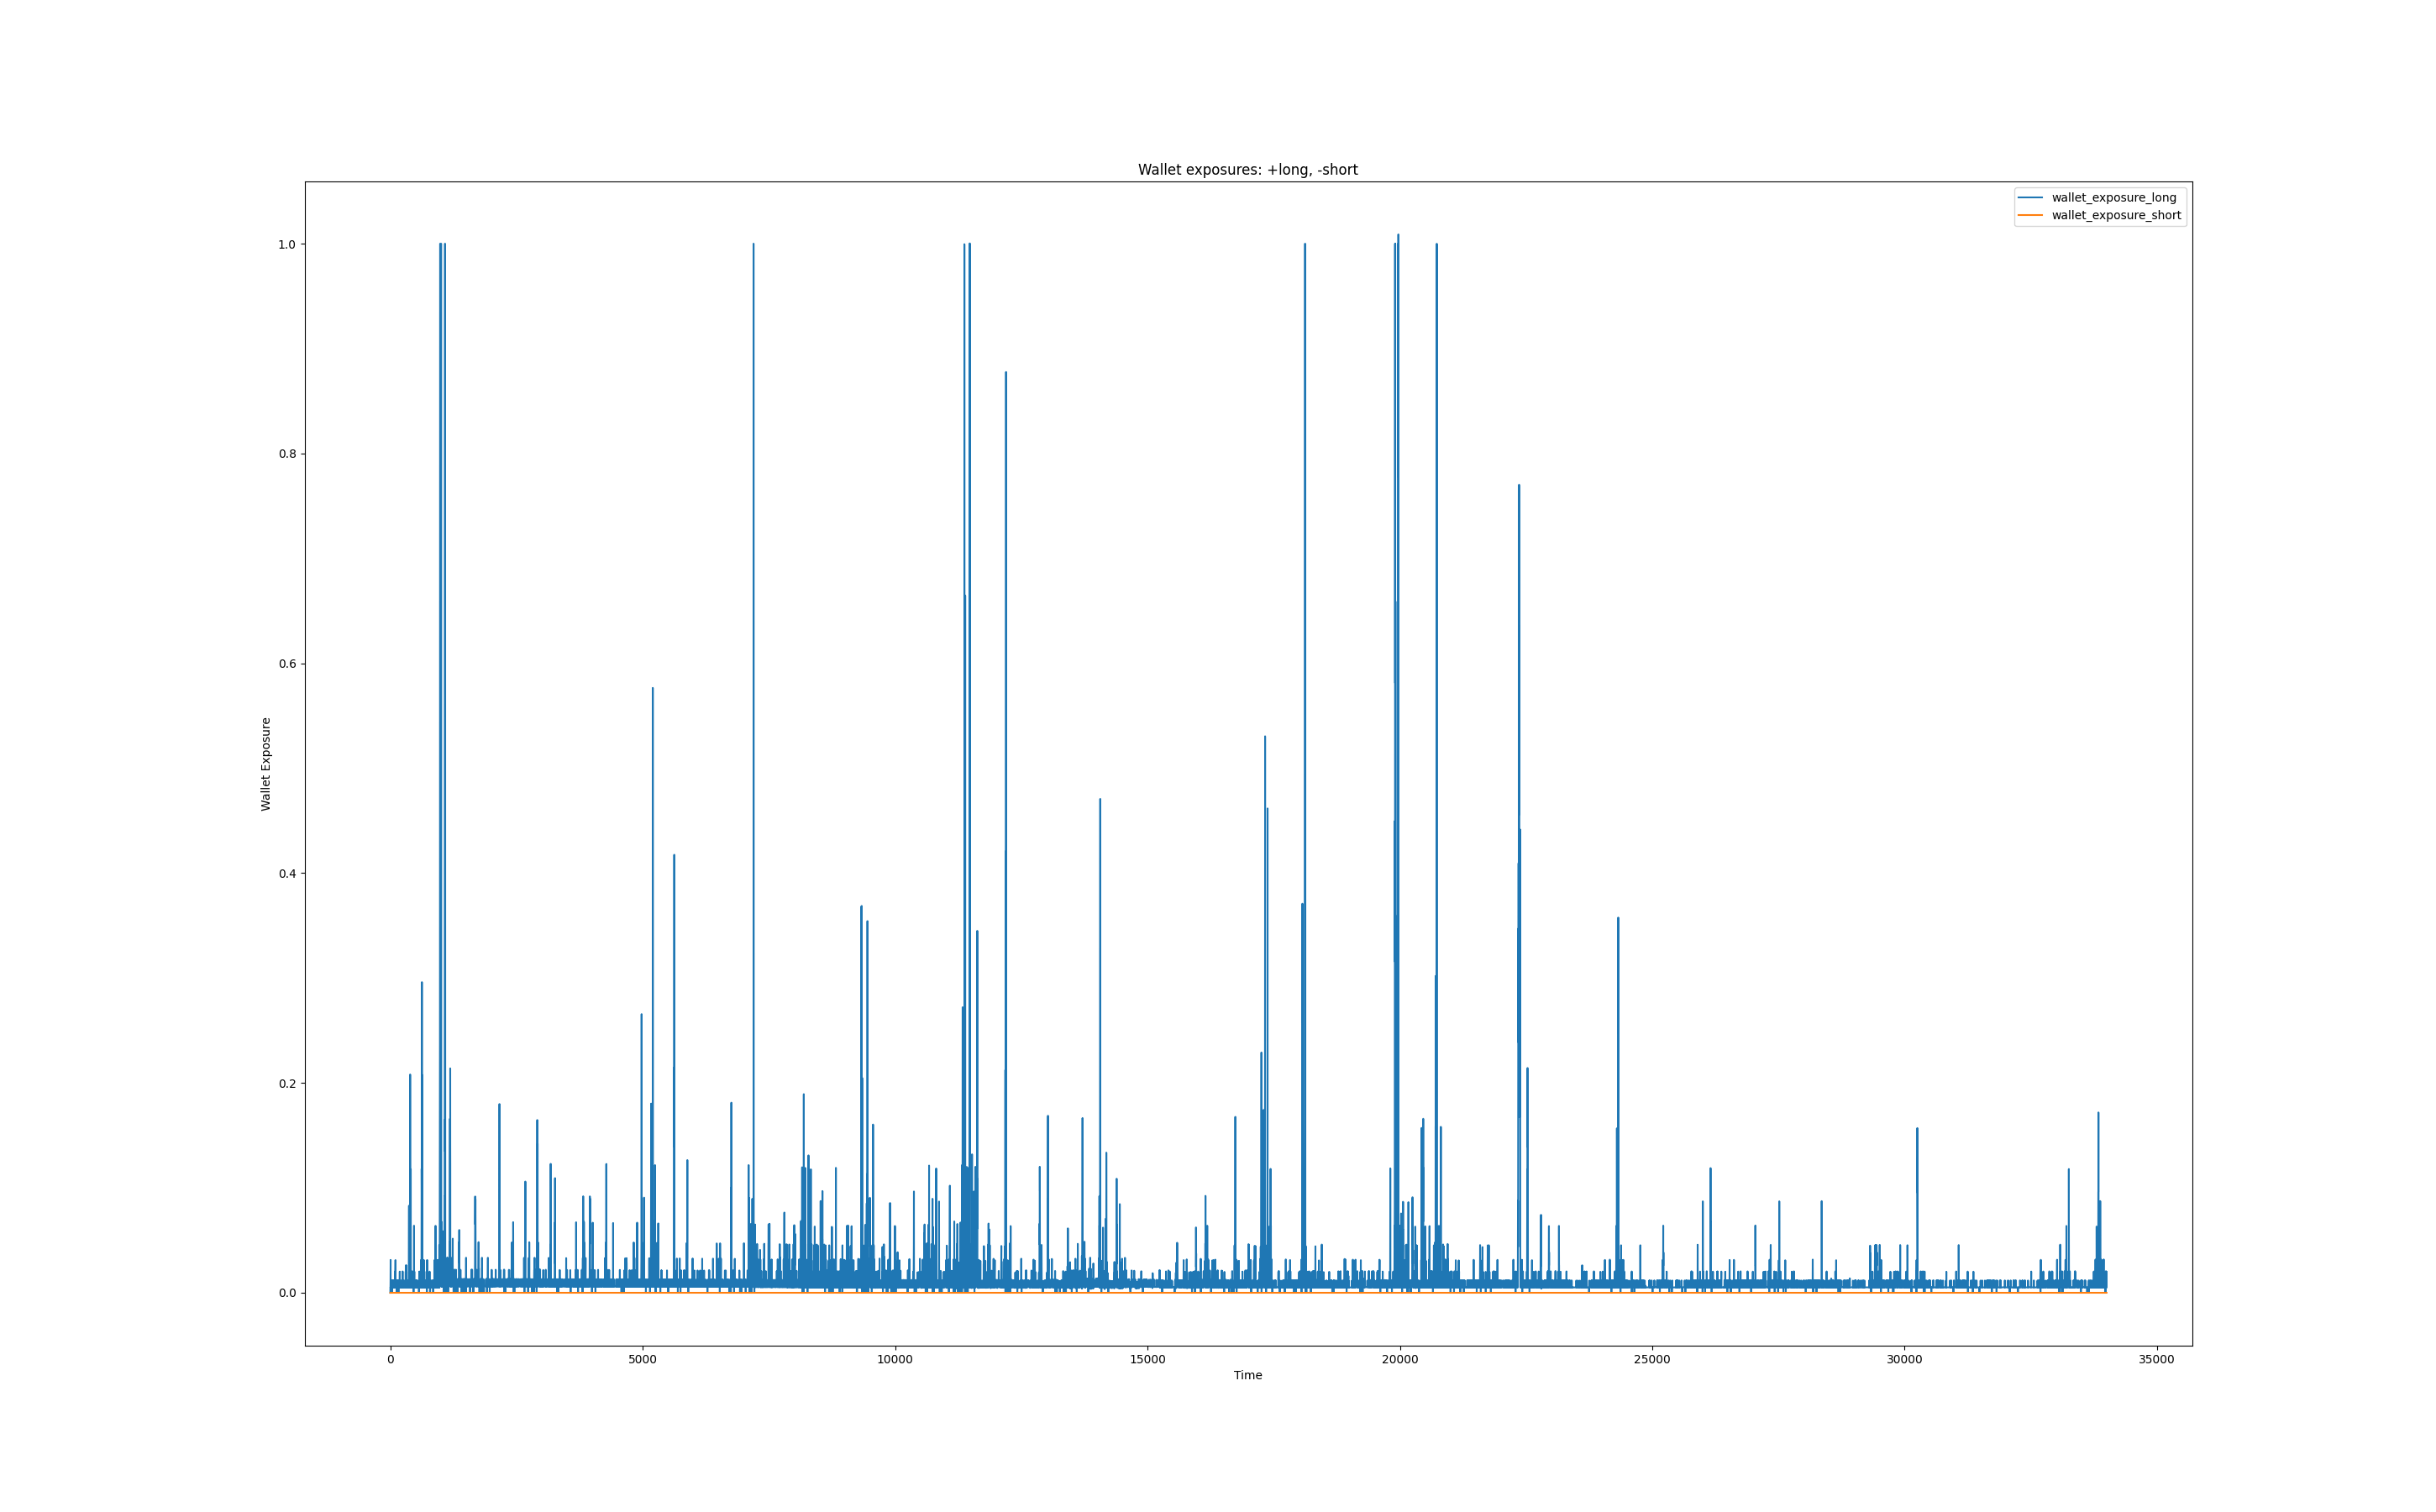 Wallet exposures: +long, -short
wallet_exposure_long
wallet_exposure_short
1.0
0.8
0.6
0.4
0.2
0.0
Wallet Exposure
0 5000 10000 15000 20000 25000 30000 35000
Time